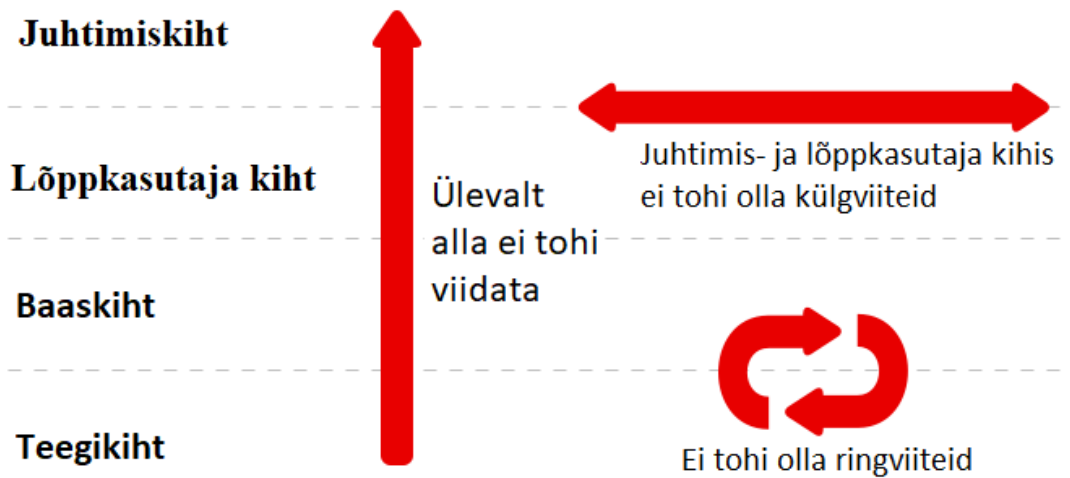 Juhtimiskiht
Lõppkasutaja kiht
Baaskiht
Teegikiht
Ülevalt
alla ei tohi
viidata
Juhtimis- ja lõppkasutaja kihis
ei tohi olla külgviiteid
Ei tohi olla ringviiteid